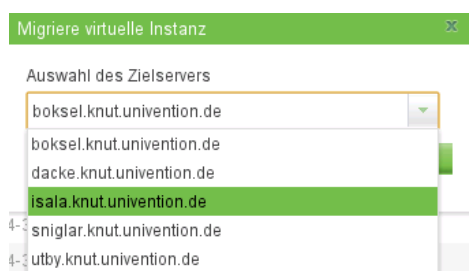 Migriere virtuelle Instanz
Auswahl des Zielservers
boksel.knut.univention.de
boksel.knut.univention.de
dacke.knut.univention.de
isala.knut.univention.de
sniglar.knut.univention.de
utby.knut.univention.de